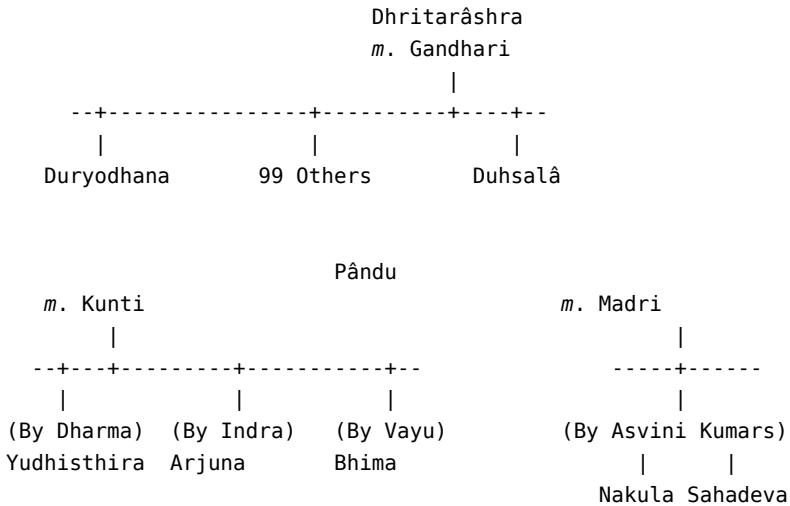 Dhritarâshra
m. Gandhari
|
--+----------------+----------+----+--
| | |
Duryodhana 99 Others Duhsalâ
Pându
m. Kunti m. Madri
| |
--+---+---------+-----------+-- -----+------
| | | |
(By Dharma) (By Indra) (By Vayu) (By Asvini Kumars)
Yudhisthira Arjuna Bhima | |
Nakula Sahadeva